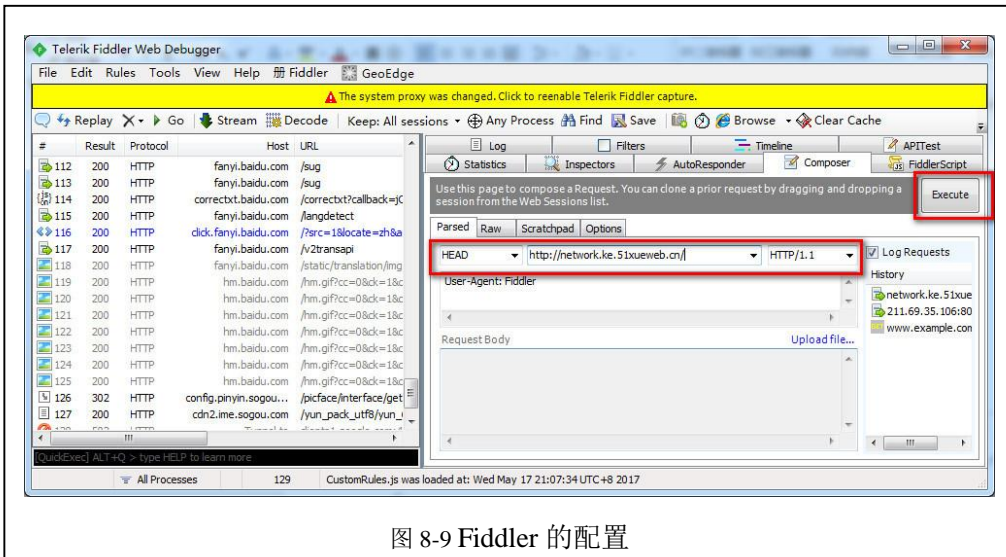 Telerik Fiddler Web Debugger
File Edit Rules Tools View Help 册 Fiddler GeoEdge
The system proxy was changed. Click to reenable Telerik Fiddler capture.
Replay Go Stream Decode Keep: All sessions Any Process Find Save Browse Clear Cache
# Result Protocol Host URL
112 200 HTTP fanyi.baidu.com /sug
113 200 HTTP fanyi.baidu.com /sug
114 200 HTTP correctxt.baidu.com /correctxt?callback=jQ
115 200 HTTP fanyi.baidu.com /langdetect
116 200 HTTP click.fanyi.baidu.com /?src=1&locate=zh&a
117 200 HTTP fanyi.baidu.com /v2transapi
118 200 HTTP fanyi.baidu.com /static/translation/img
119 200 HTTP hm.baidu.com /hm.gif?cc=0&ck=1&c
120 200 HTTP hm.baidu.com /hm.gif?cc=0&ck=1&c
121 200 HTTP hm.baidu.com /hm.gif?cc=0&ck=1&c
122 200 HTTP hm.baidu.com /hm.gif?cc=0&ck=1&c
123 200 HTTP hm.baidu.com /hm.gif?cc=0&ck=1&c
124 200 HTTP hm.baidu.com /hm.gif?cc=0&ck=1&c
125 200 HTTP hm.baidu.com /hm.gif?cc=0&ck=1&c
126 302 HTTP config.pinyin.sogou... /picface/interface/get
127 200 HTTP cdn2.ime.sogou.com /yun_pack_utf8/yun_
[QuickExec] ALT+Q > type HELP to learn more
Log Filters Timeline APITest
Statistics Inspectors AutoResponder Composer FiddlerScript
Use this page to compose a Request. You can clone a prior request by dragging and dropping a
session from the Web Sessions list.
Execute
Parsed Raw Scratchpad Options
HEAD http://network.ke.51xueweb.cn/ HTTP/1.1
Log Requests
User-Agent: Fiddler
History
network.ke.51xue
211.69.35.106:80
www.example.con
Request Body Upload file...
All Processes 129 CustomRules.js was loaded at: Wed May 17 21:07:34 UTC+8 2017
图 8-9 Fiddler 的配置